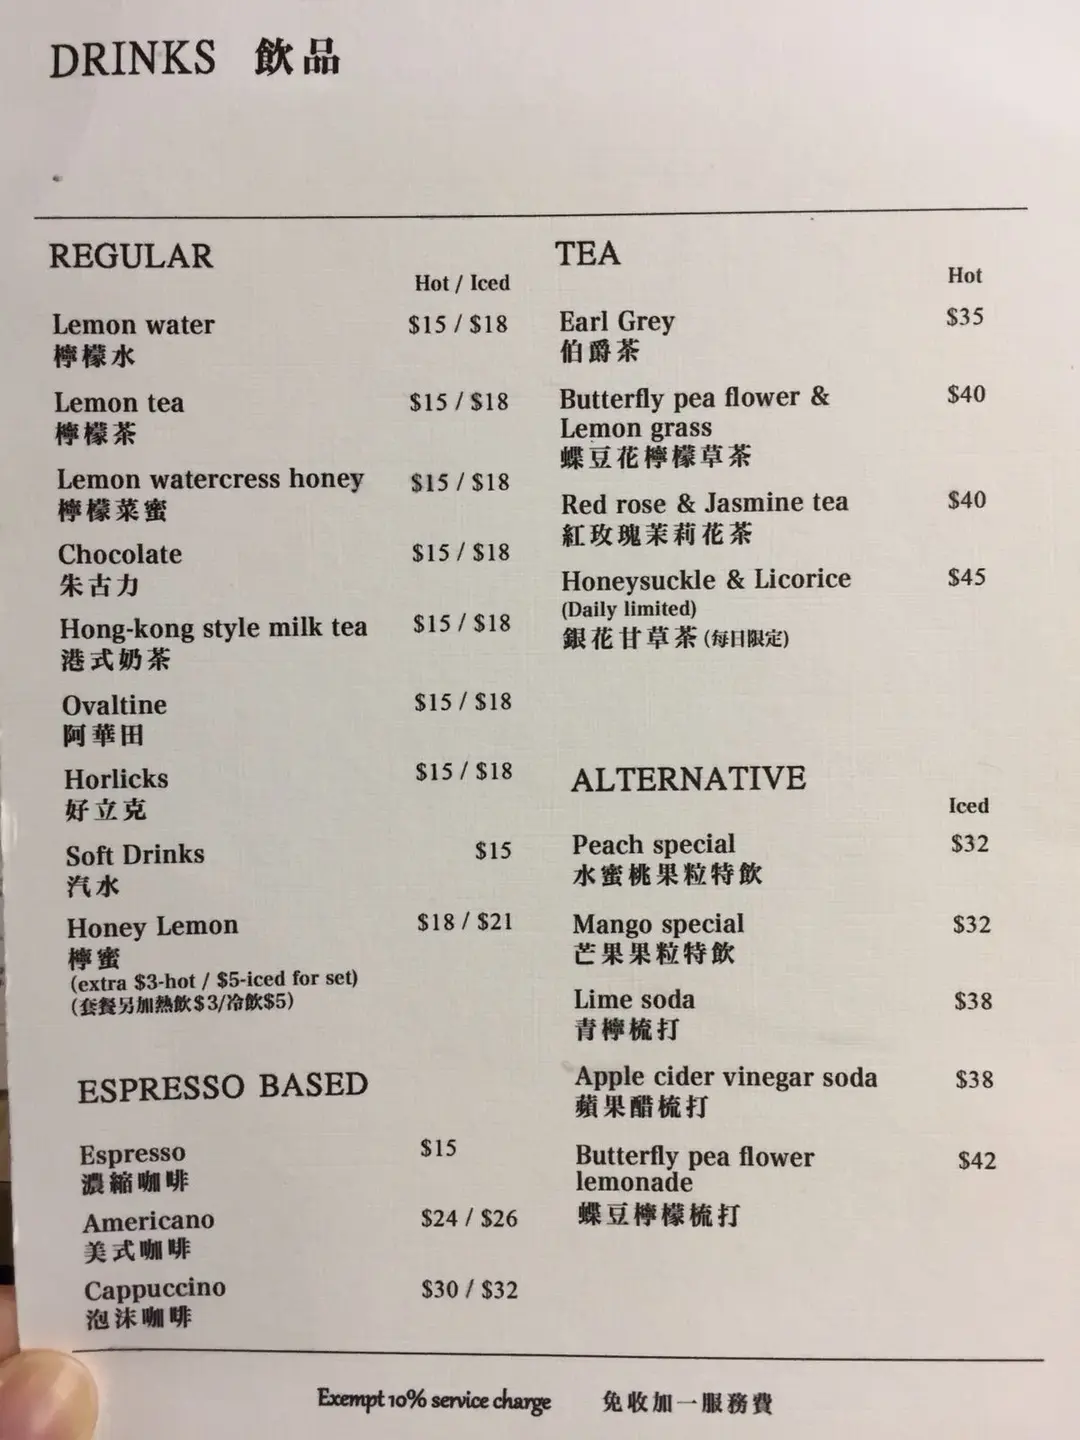 DRINKS 飲品
REGULAR
Hot / Iced
Lemon water $15 / $18
檸檬水
Lemon tea $15 / $18
檸檬茶
Lemon watercress honey $15 / $18
檸檬菜蜜
Chocolate $15 / $18
朱古力
Hong-kong style milk tea $15 / $18
港式奶茶
Ovaltine $15 / $18
阿華田
Horlicks $15 / $18
好立克
Soft Drinks $15
汽水
Honey Lemon $18 / $21
檸蜜
(extra $3-hot / $5-iced for set)
(套餐另加熱飲$3/冷飲$5)
ESPRESSO BASED
Espresso $15
濃縮咖啡
Americano $24 / $26
美式咖啡
Cappuccino $30 / $32
泡沫咖啡
TEA
Hot
Earl Grey $35
伯爵茶
Butterfly pea flower & $40
Lemon grass
蝶豆花檸檬草茶
Red rose & Jasmine tea $40
紅玫瑰茉莉花茶
Honeysuckle & Licorice $45
(Daily limited)
銀花甘草茶(每日限定)
ALTERNATIVE
Iced
Peach special $32
水蜜桃果粒特飲
Mango special $32
芒果果粒特飲
Lime soda $38
青檸梳打
Apple cider vinegar soda $38
蘋果醋梳打
Butterfly pea flower $42
lemonade
蝶豆檸檬梳打
Exempt 10% service charge 免收加一服務費